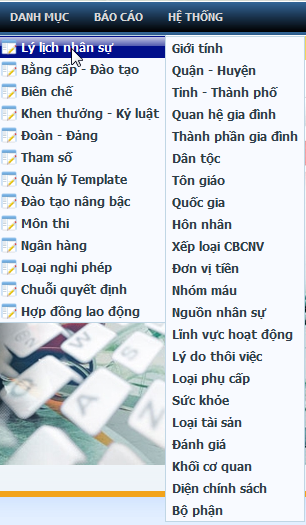 DANH MỤC BÁO CÁO HỆ THỐNG
Lý lịch nhân sự
Bằng cấp - Đào tạo
Biên chế
Khen thưởng - Kỷ luật
Đoàn - Đảng
Tham số
Quản lý Template
Đào tạo nâng bậc
Môn thi
Ngân hàng
Loại nghỉ phép
Chuỗi quyết định
Hợp đồng lao động
Giới tính
Quận - Huyện
Tỉnh - Thành phố
Quan hệ gia đình
Thành phần gia đình
Dân tộc
Tôn giáo
Quốc gia
Hôn nhân
Xếp loại CBCNV
Đơn vị tiền
Nhóm máu
Nguồn nhân sự
Lĩnh vực hoạt động
Lý do thôi việc
Loại phụ cấp
Sức khỏe
Loại tài sản
Đánh giá
Khối cơ quan
Diện chính sách
Bộ phận